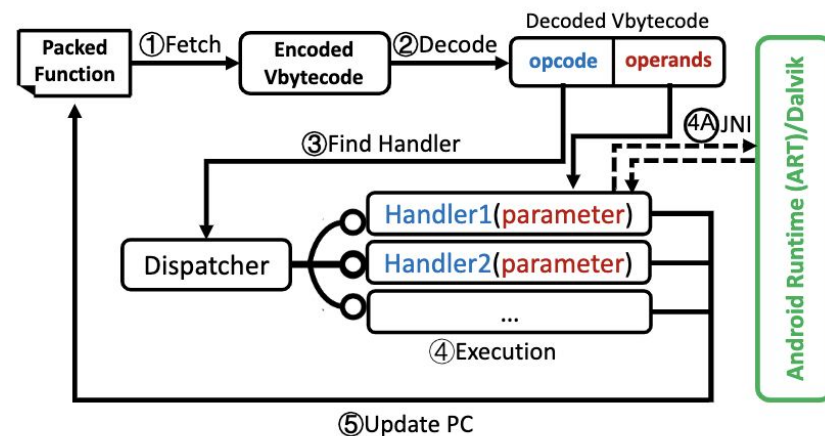 Packed
Function
①Fetch
Encoded
Vbytecode
②Decode
Decoded Vbytecode
opcode
operands
③Find Handler
4A JNI
Android Runtime (ART)/Dalvik
Dispatcher
Handler1(parameter)
Handler2(parameter)
...
④Execution
⑤Update PC